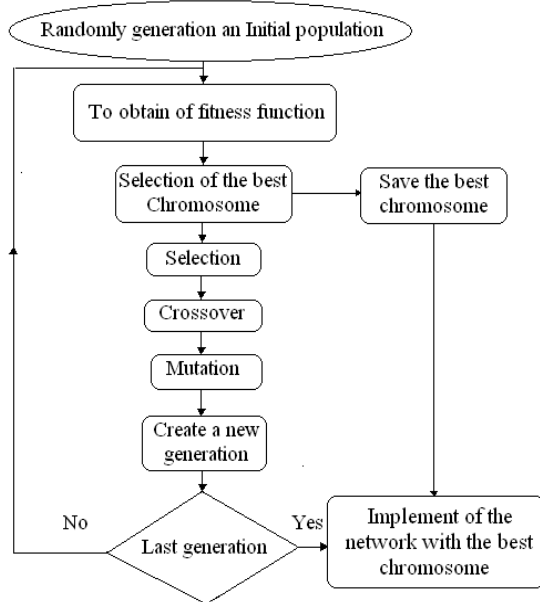 Randomly generation an Initial population
To obtain of fitness function
Selection of the best
Chromosome
Save the best
chromosome
Selection
Crossover
Mutation
Create a new
generation
No
Last generation
Yes
Implement of the
network with the best
chromosome